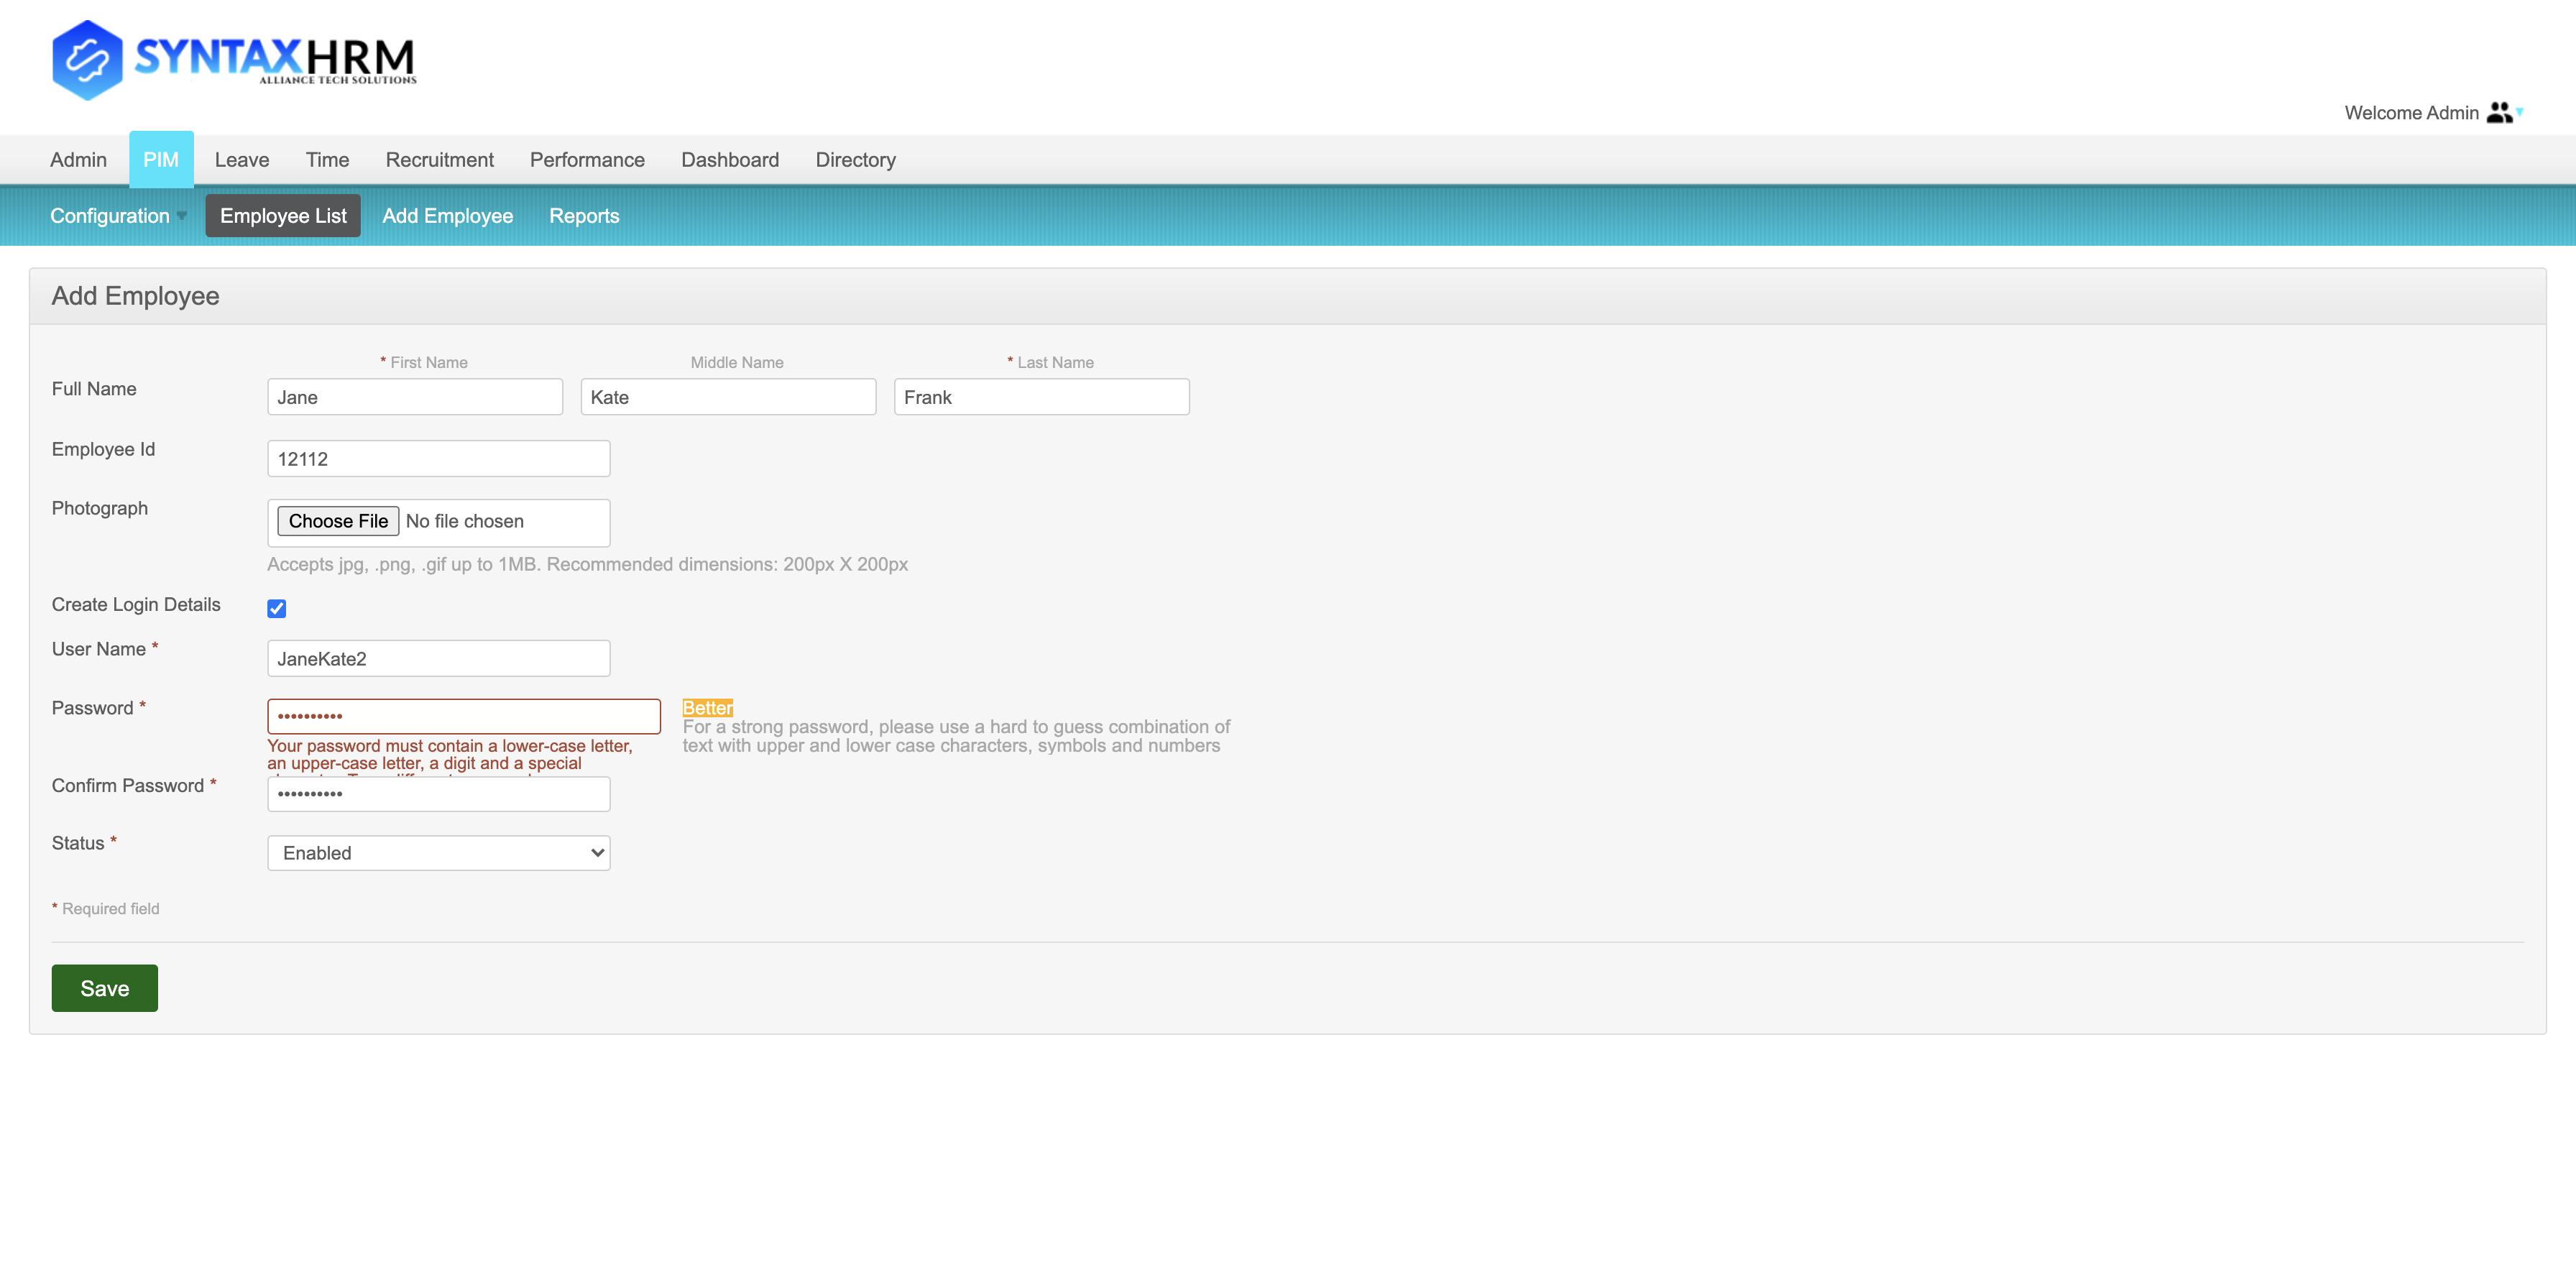 SYNTAXHRM
ALLIANCE TECH SOLUTIONS
Welcome Admin
Admin PIM Leave Time Recruitment Performance Dashboard Directory
Configuration Employee List Add Employee Reports
Add Employee
* First Name Middle Name * Last Name
Full Name Jane Kate Frank
Employee Id 12112
Photograph Choose File No file chosen
Accepts jpg, .png, .gif up to 1MB. Recommended dimensions: 200px X 200px
Create Login Details
User Name * JaneKate2
Password * •••••••••• Better
For a strong password, please use a hard to guess combination of
text with upper and lower case characters, symbols and numbers
Your password must contain a lower-case letter,
an upper-case letter, a digit and a special
Confirm Password * ••••••••••
Status * Enabled
* Required field
Save